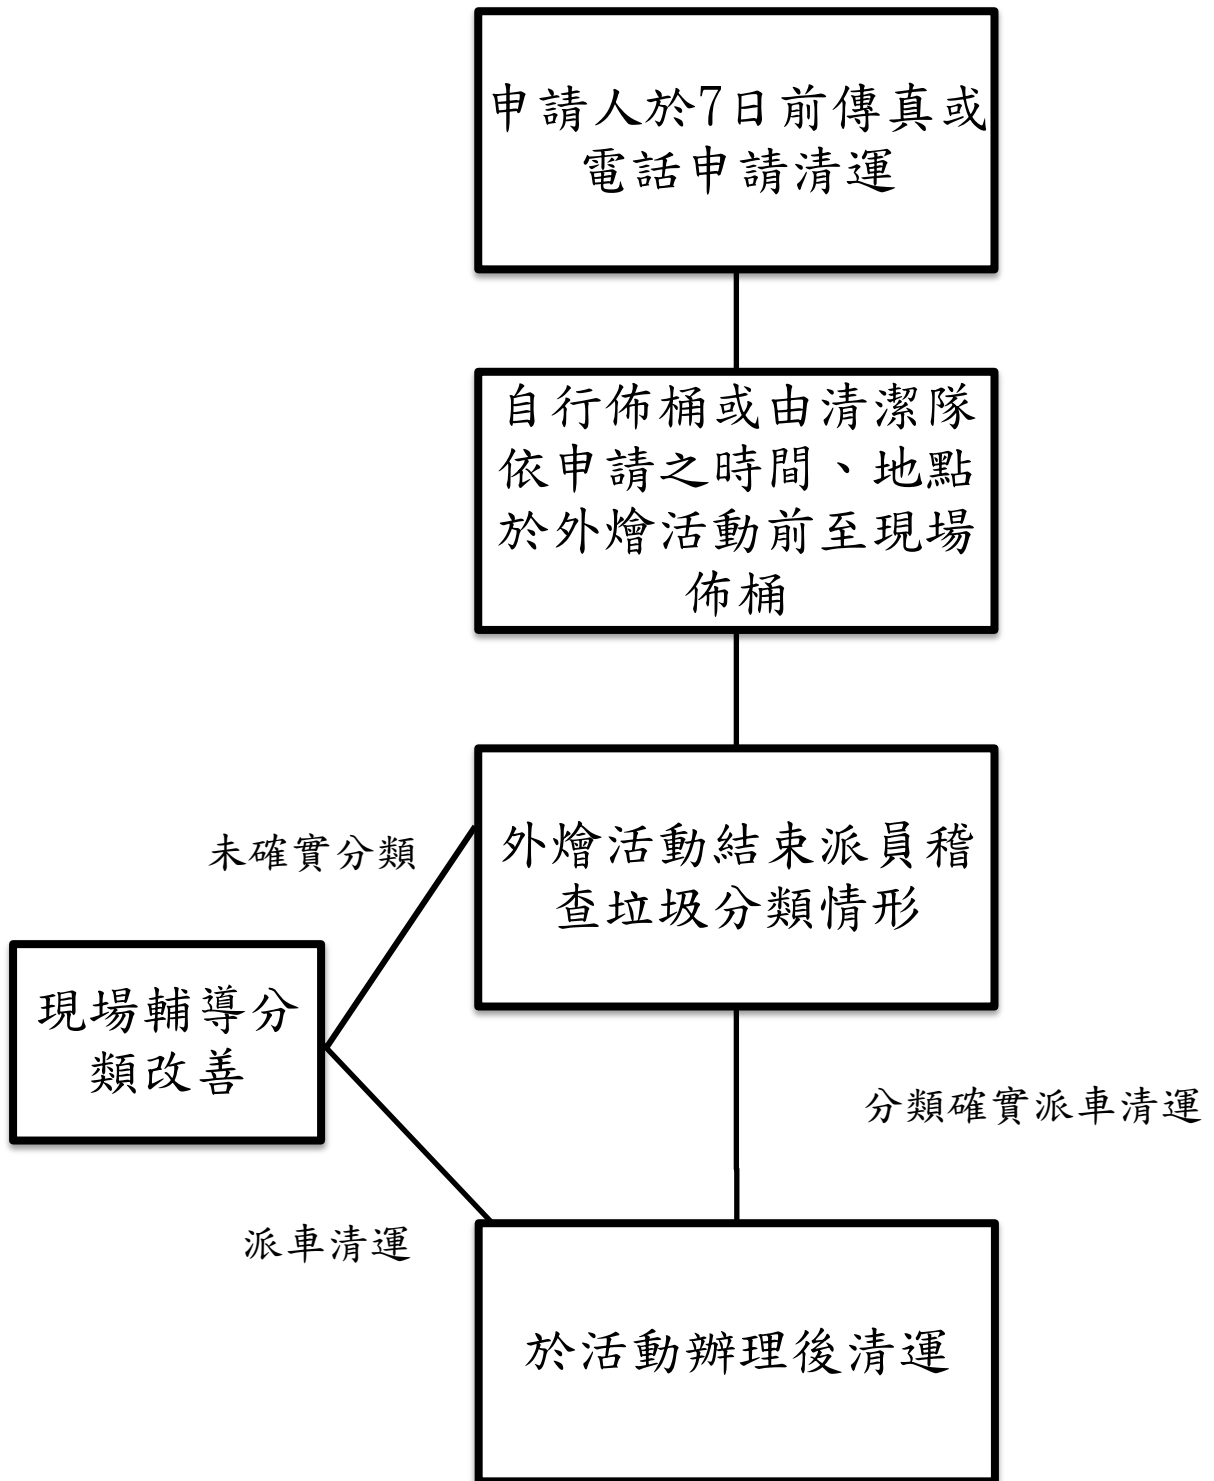 申請人於7日前傳真或
電話申請清運
自行佈桶或由清潔隊
依申請之時間、地點
於外燴活動前至現場
佈桶
未確實分類
外燴活動結束派員稽
查垃圾分類情形
現場輔導分
類改善
分類確實派車清運
派車清運
於活動辦理後清運